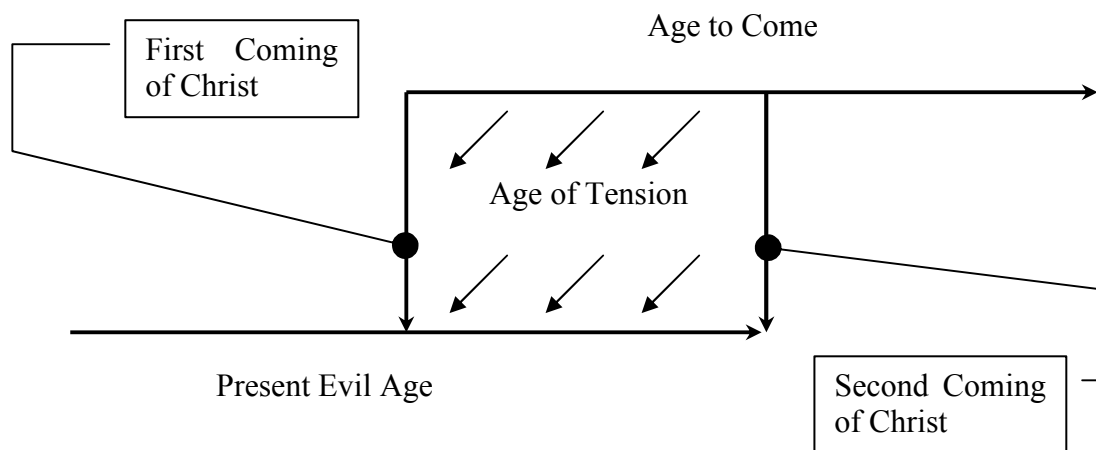 Age to Come
First Coming
of Christ
Age of Tension
Present Evil Age
Second Coming
of Christ